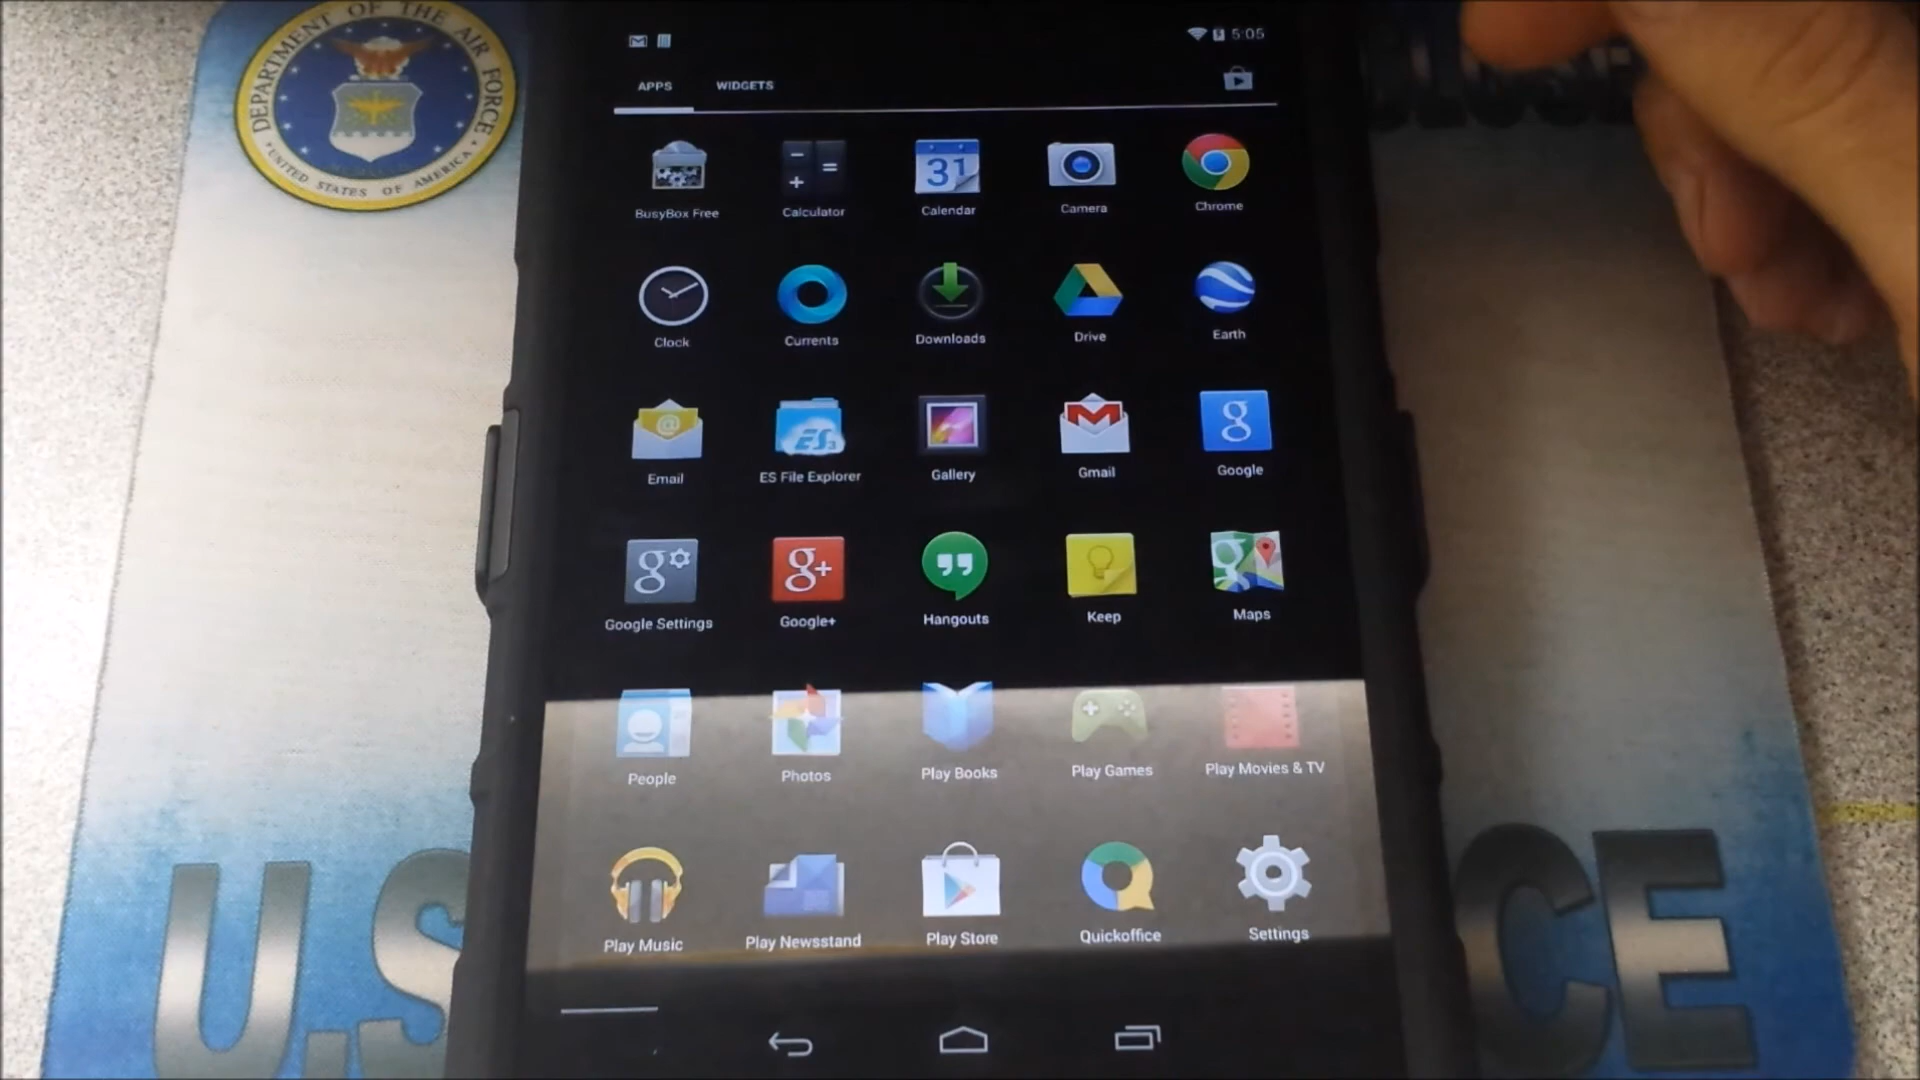 DEPARTMENT OF THE AIR FORCE
UNITED STATES OF AMERICA
5:05
APPS WIDGETS
31
BusyBox Free Calculator Calendar Camera Chrome
Clock Currents Downloads Drive Earth
@ ES3 M g
Email ES File Explorer Gallery Gmail Google
g g+ g
Google Settings Google+ Hangouts Keep Maps
People Photos Play Books Play Games Play Movies & TV
Play Music Play Newsstand Play Store Quickoffice Settings
U.S CE